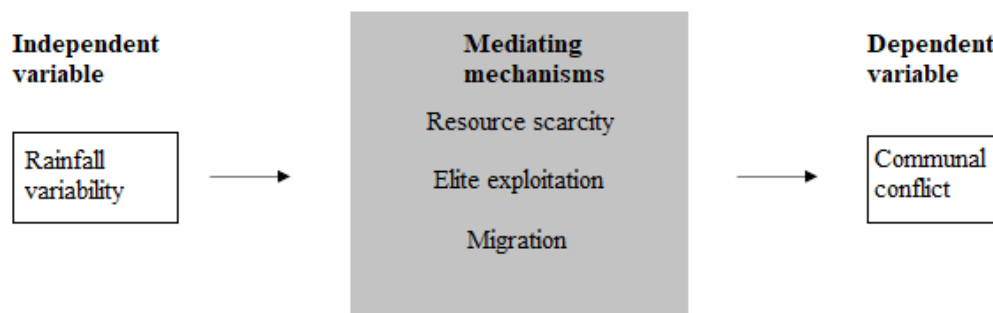 Independent
variable
Rainfall
variability
Mediating
mechanisms
Resource scarcity
Elite exploitation
Migration
Dependent
variable
Communal
conflict